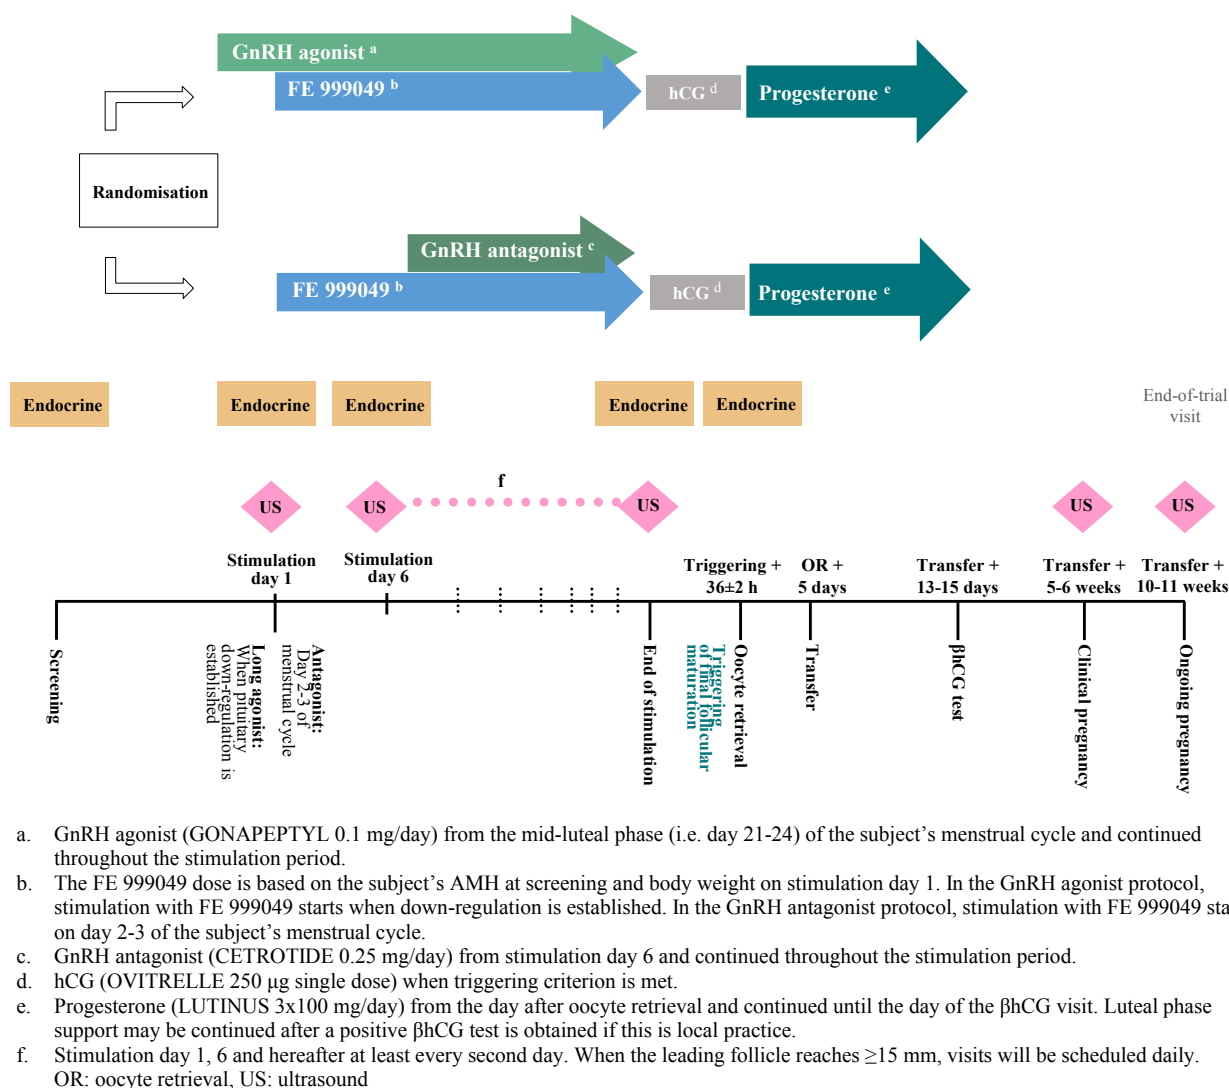 GnRH agonist a
FE 999049 b
hCG d
Progesterone e
Randomisation
GnRH antagonist c
FE 999049 b
hCG d
Progesterone e
Endocrine
Endocrine
Endocrine
Endocrine
Endocrine
End-of-trial
visit
f
US
US
US
US
US
Stimulation
day 1
Stimulation
day 6
Triggering +
36±2 h
OR +
5 days
Transfer +
13-15 days
Transfer +
5-6 weeks
Transfer +
10-11 weeks
Screening
Long agonist:
When pituitary
down-regulation is
established
Antagonist:
Day 2-3 of
menstrual cycle
End of stimulation
Triggering
of final follicular
maturation
Oocyte retrieval
Transfer
βhCG test
Clinical pregnancy
Ongoing pregnancy
a. GnRH agonist (GONAPEPTYL 0.1 mg/day) from the mid-luteal phase (i.e. day 21-24) of the subject's menstrual cycle and continued
throughout the stimulation period.
b. The FE 999049 dose is based on the subject's AMH at screening and body weight on stimulation day 1. In the GnRH agonist protocol,
stimulation with FE 999049 starts when down-regulation is established. In the GnRH antagonist protocol, stimulation with FE 999049 sta
on day 2-3 of the subject's menstrual cycle.
c. GnRH antagonist (CETROTIDE 0.25 mg/day) from stimulation day 6 and continued throughout the stimulation period.
d. hCG (OVITRELLE 250 µg single dose) when triggering criterion is met.
e. Progesterone (LUTINUS 3x100 mg/day) from the day after oocyte retrieval and continued until the day of the βhCG visit. Luteal phase
support may be continued after a positive βhCG test is obtained if this is local practice.
f. Stimulation day 1, 6 and hereafter at least every second day. When the leading follicle reaches ≥15 mm, visits will be scheduled daily.
OR: oocyte retrieval, US: ultrasound